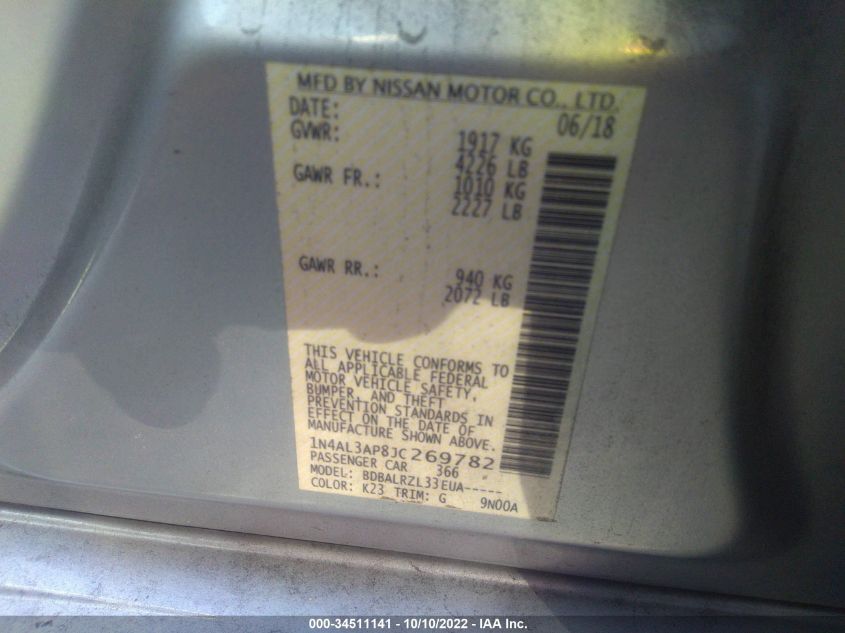 MFD BY NISSAN MOTOR CO., LTD.
DATE: 06/18
GVWR: 1917 KG
4226 LB
GAWR FR.: 1010 KG
2227 LB
GAWR RR.: 940 KG
2072 LB
THIS VEHICLE CONFORMS TO
ALL APPLICABLE FEDERAL
MOTOR VEHICLE SAFETY,
BUMPER, AND THEFT
PREVENTION STANDARDS IN
EFFECT ON THE DATE OF
MANUFACTURE SHOWN ABOVE.
1N4AL3AP8JC269782
PASSENGER CAR 366
MODEL: BDBALRZL33EUA-----
COLOR: K23 TRIM: G 9N00A
000-34511141 - 10/10/2022 - IAA Inc.